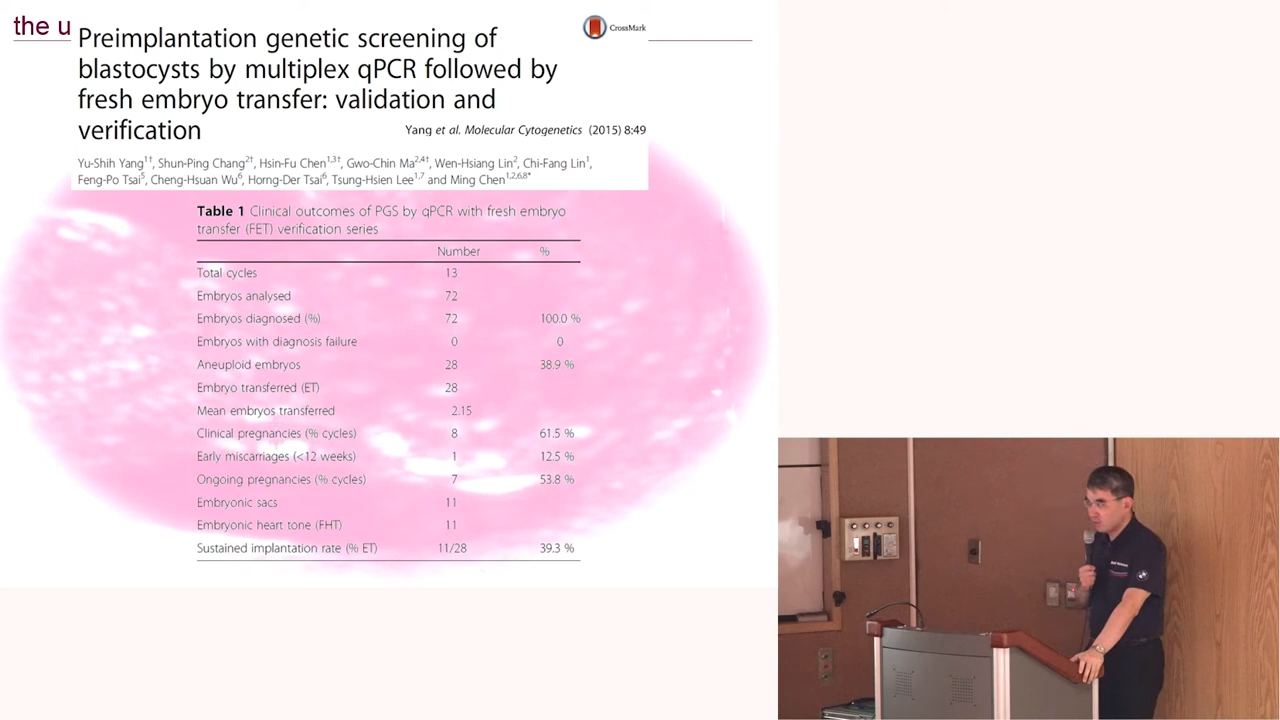 the u
Preimplantation genetic screening of
blastocysts by multiplex qPCR followed by
fresh embryo transfer: validation and
verification
CrossMark
Yang et al. Molecular Cytogenetics (2015) 8:49
Yu-Shih Yang1†, Shun-Ping Chang2†, Hsin-Fu Chen1,3†, Gwo-Chin Ma2,4†, Wen-Hsiang Lin2, Chi-Fang Lin1,
Feng-Po Tsai5, Cheng-Hsuan Wu6, Horng-Der Tsai6, Tsung-Hsien Lee1,7 and Ming Chen1,2,6,8*
Table 1 Clinical outcomes of PGS by qPCR with fresh embryo
transfer (FET) verification series
Number %
Total cycles 13
Embryos analysed 72
Embryos diagnosed (%) 72 100.0 %
Embryos with diagnosis failure 0 0
Aneuploid embryos 28 38.9 %
Embryo transferred (ET) 28
Mean embryos transferred 2.15
Clinical pregnancies (% cycles) 8 61.5 %
Early miscarriages (<12 weeks) 1 12.5 %
Ongoing pregnancies (% cycles) 7 53.8 %
Embryonic sacs 11
Embryonic heart tone (FHT) 11
Sustained implantation rate (% ET) 11/28 39.3 %